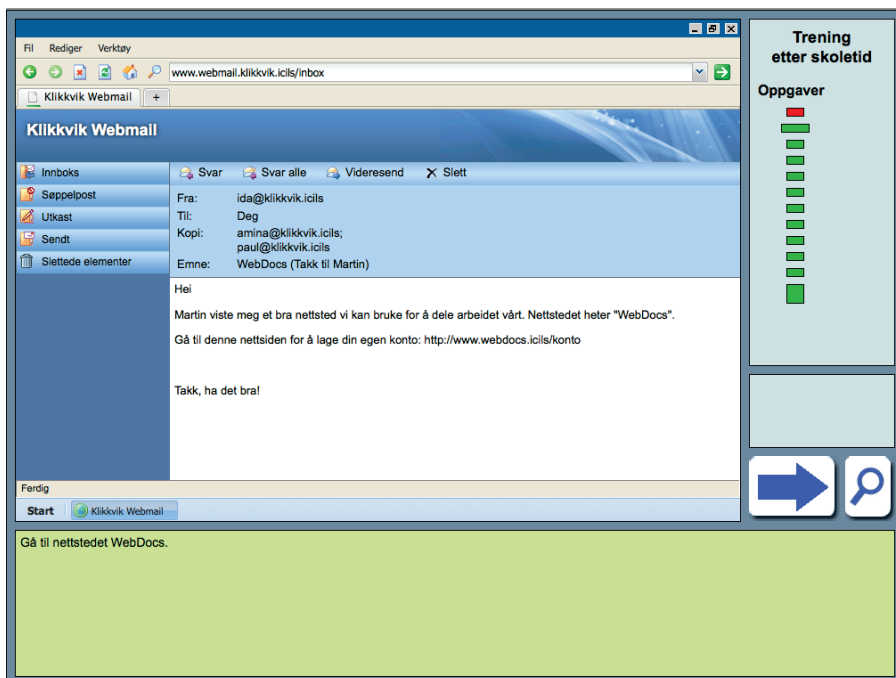 Fil Rediger Verktøy
www.webmail.klikkvik.icils/inbox
Klikkvik Webmail +
Klikkvik Webmail
Innboks
Søppelpost
Utkast
Sendt
Slettede elementer
Svar Svar alle Videresend Slett
Fra: ida@klikkvik.icils
Til: Deg
Kopi: amina@klikkvik.icils;
paul@klikkvik.icils
Emne: WebDocs (Takk til Martin)
Hei
Martin viste meg et bra nettsted vi kan bruke for å dele arbeidet vårt. Nettstedet heter "WebDocs".
Gå til denne nettsiden for å lage din egen konto: http://www.webdocs.icils/konto
Takk, ha det bra!
Ferdig
Start Klikkvik Webmail
Trening
etter skoletid
Oppgaver
Gå til nettstedet WebDocs.